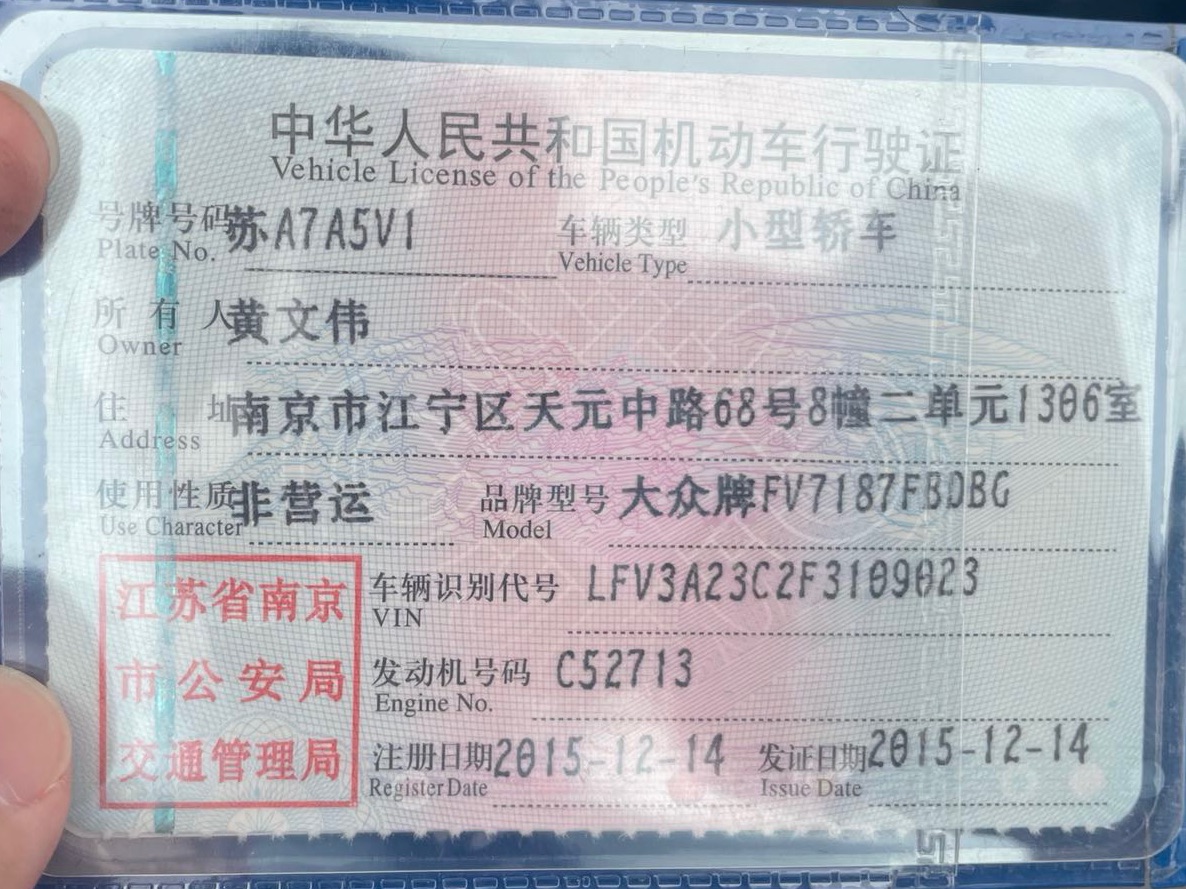 中华人民共和国机动车行驶证
Vehicle License of the People's Republic of China
号牌号码 苏A7A5V1 车辆类型 小型轿车
Plate No. Vehicle Type
所有人 黄文伟
Owner
住址 南京市江宁区天元中路68号8幢二单元1306室
Address
使用性质 非营运 品牌型号 大众牌FV7187FBDBG
Use Character Model
江苏省南京
市公安局
交通管理局
车辆识别代号 LFV3A23C2F3109023
VIN
发动机号码 C52713
Engine No.
注册日期 2015-12-14 发证日期 2015-12-14
Register Date Issue Date